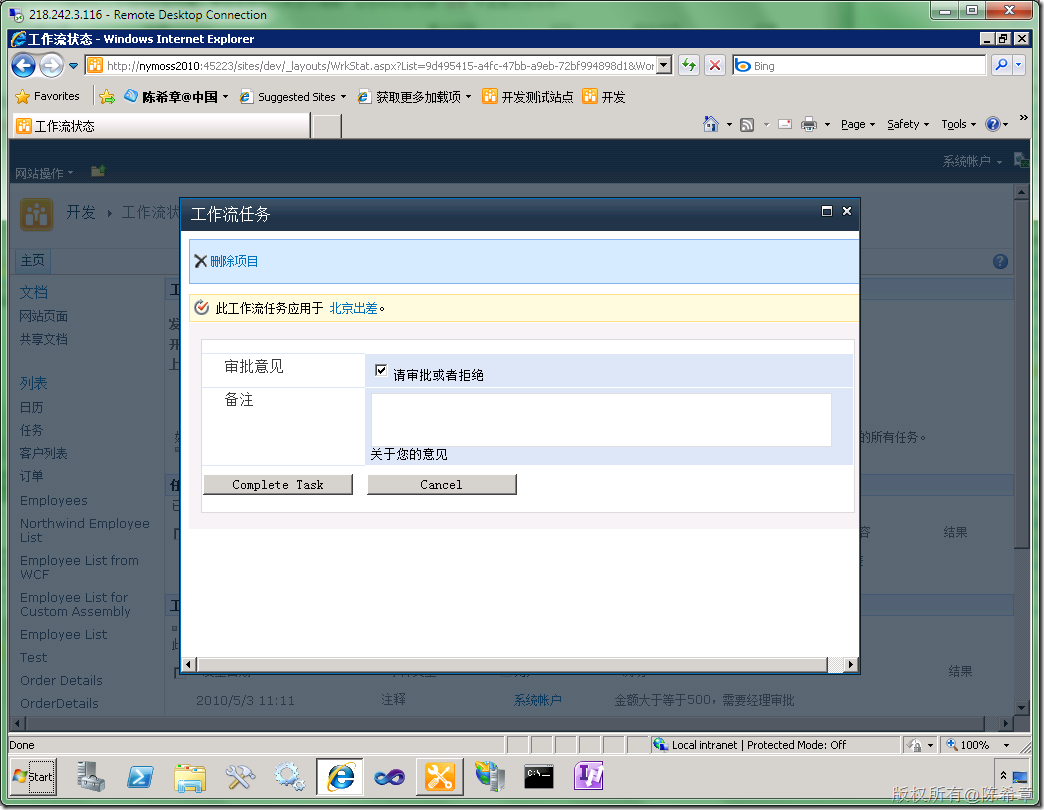 218.242.3.116 - Remote Desktop Connection
工作流状态 - Windows Internet Explorer
http://nymoss2010:45223/sites/dev/_layouts/WrkStat.aspx?List=9d495415-a4fc-47bb-a9eb-72bf994898d1&Wor
Bing
Favorites
陈希章@中国
Suggested Sites
获取更多加载项
开发测试站点
开发
工作流状态
Page
Safety
Tools
系统帐户
网站操作
开发
工作流状
工作流任务
主页
删除项目
文档
网站页面
共享文档
此工作流任务应用于 北京出差。
审批意见
请审批或者拒绝
列表
日历
任务
客户列表
订单
备注
关于您的意见
的所有任务。
Complete Task
Cancel
Employees
Northwind Employee
List
Employee List from
WCF
Employee List for
Custom Assembly
Employee List
Test
Order Details
OrderDetails
结果
结果
2010/5/3 11:11
注释
系统帐户
金额大于等于500，需要经理审批
Done
Local intranet | Protected Mode: Off
100%
Start
版权所有@陈希章